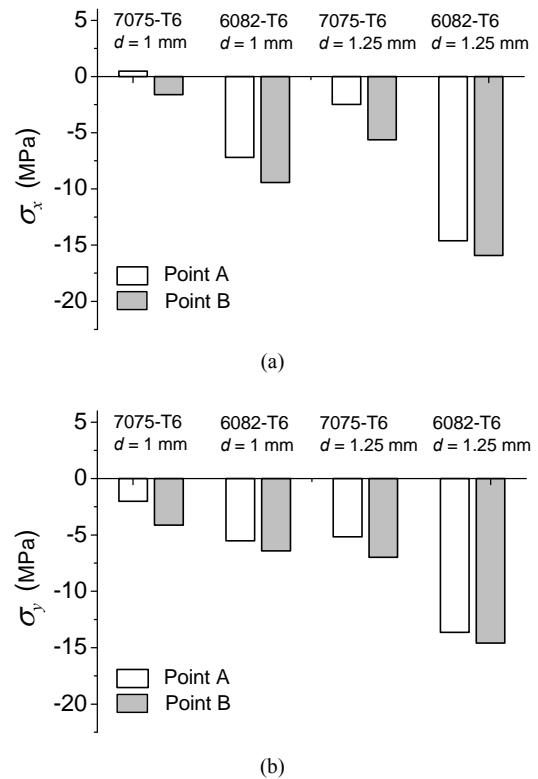 7075-T6 6082-T6 7075-T6 6082-T6
d = 1 mm d = 1 mm d = 1.25 mm d = 1.25 mm
5
0
-5
-10
-15
-20
σx (MPa)
Point A
Point B
(a)
7075-T6 6082-T6 7075-T6 6082-T6
d = 1 mm d = 1 mm d = 1.25 mm d = 1.25 mm
5
0
-5
-10
-15
-20
σy (MPa)
Point A
Point B
(b)